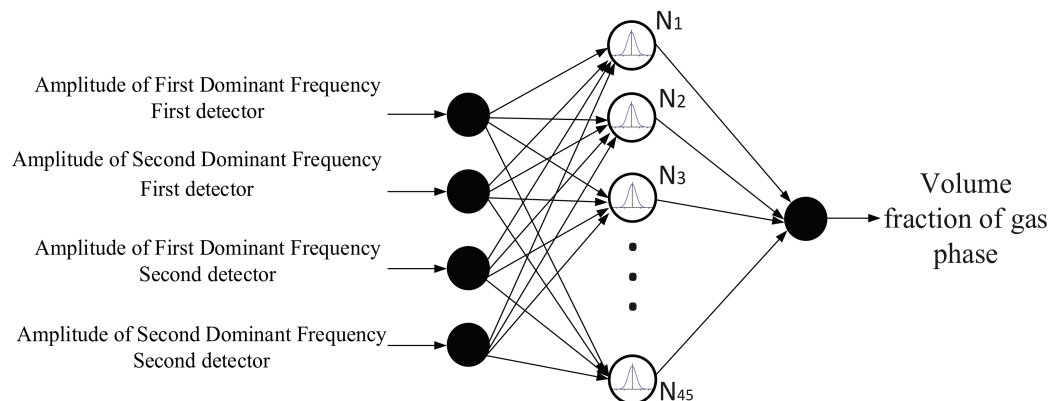 Amplitude of First Dominant Frequency
First detector
Amplitude of Second Dominant Frequency
First detector
Amplitude of First Dominant Frequency
Second detector
Amplitude of Second Dominant Frequency
Second detector
N1
N2
N3
N45
Volume
fraction of gas
phase